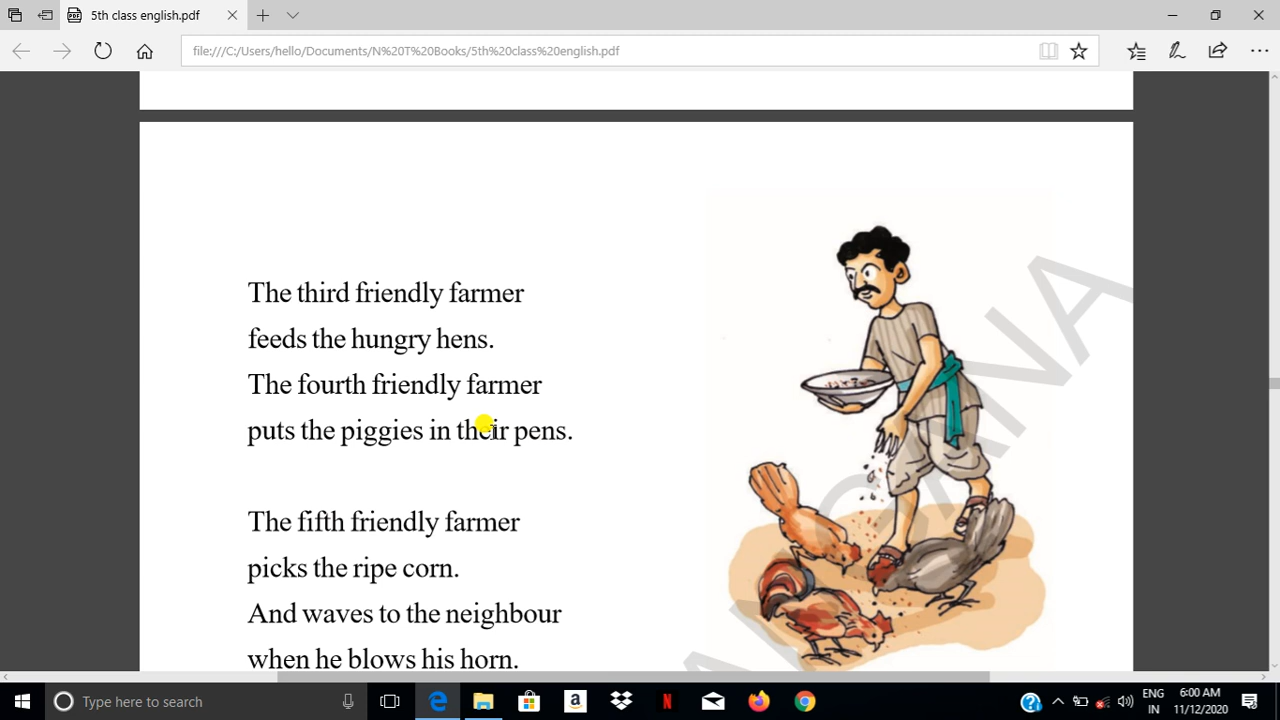 5th class english.pdf
file:///C:/Users/hello/Documents/N%20T%20Books/5th%20class%20english.pdf
The third friendly farmer
feeds the hungry hens.
The fourth friendly farmer
puts the piggies in their pens.
The fifth friendly farmer
picks the ripe corn.
And waves to the neighbour
when he blows his horn.
ANGANA
Type here to search
ENG
IN
6:00 AM
11/12/2020